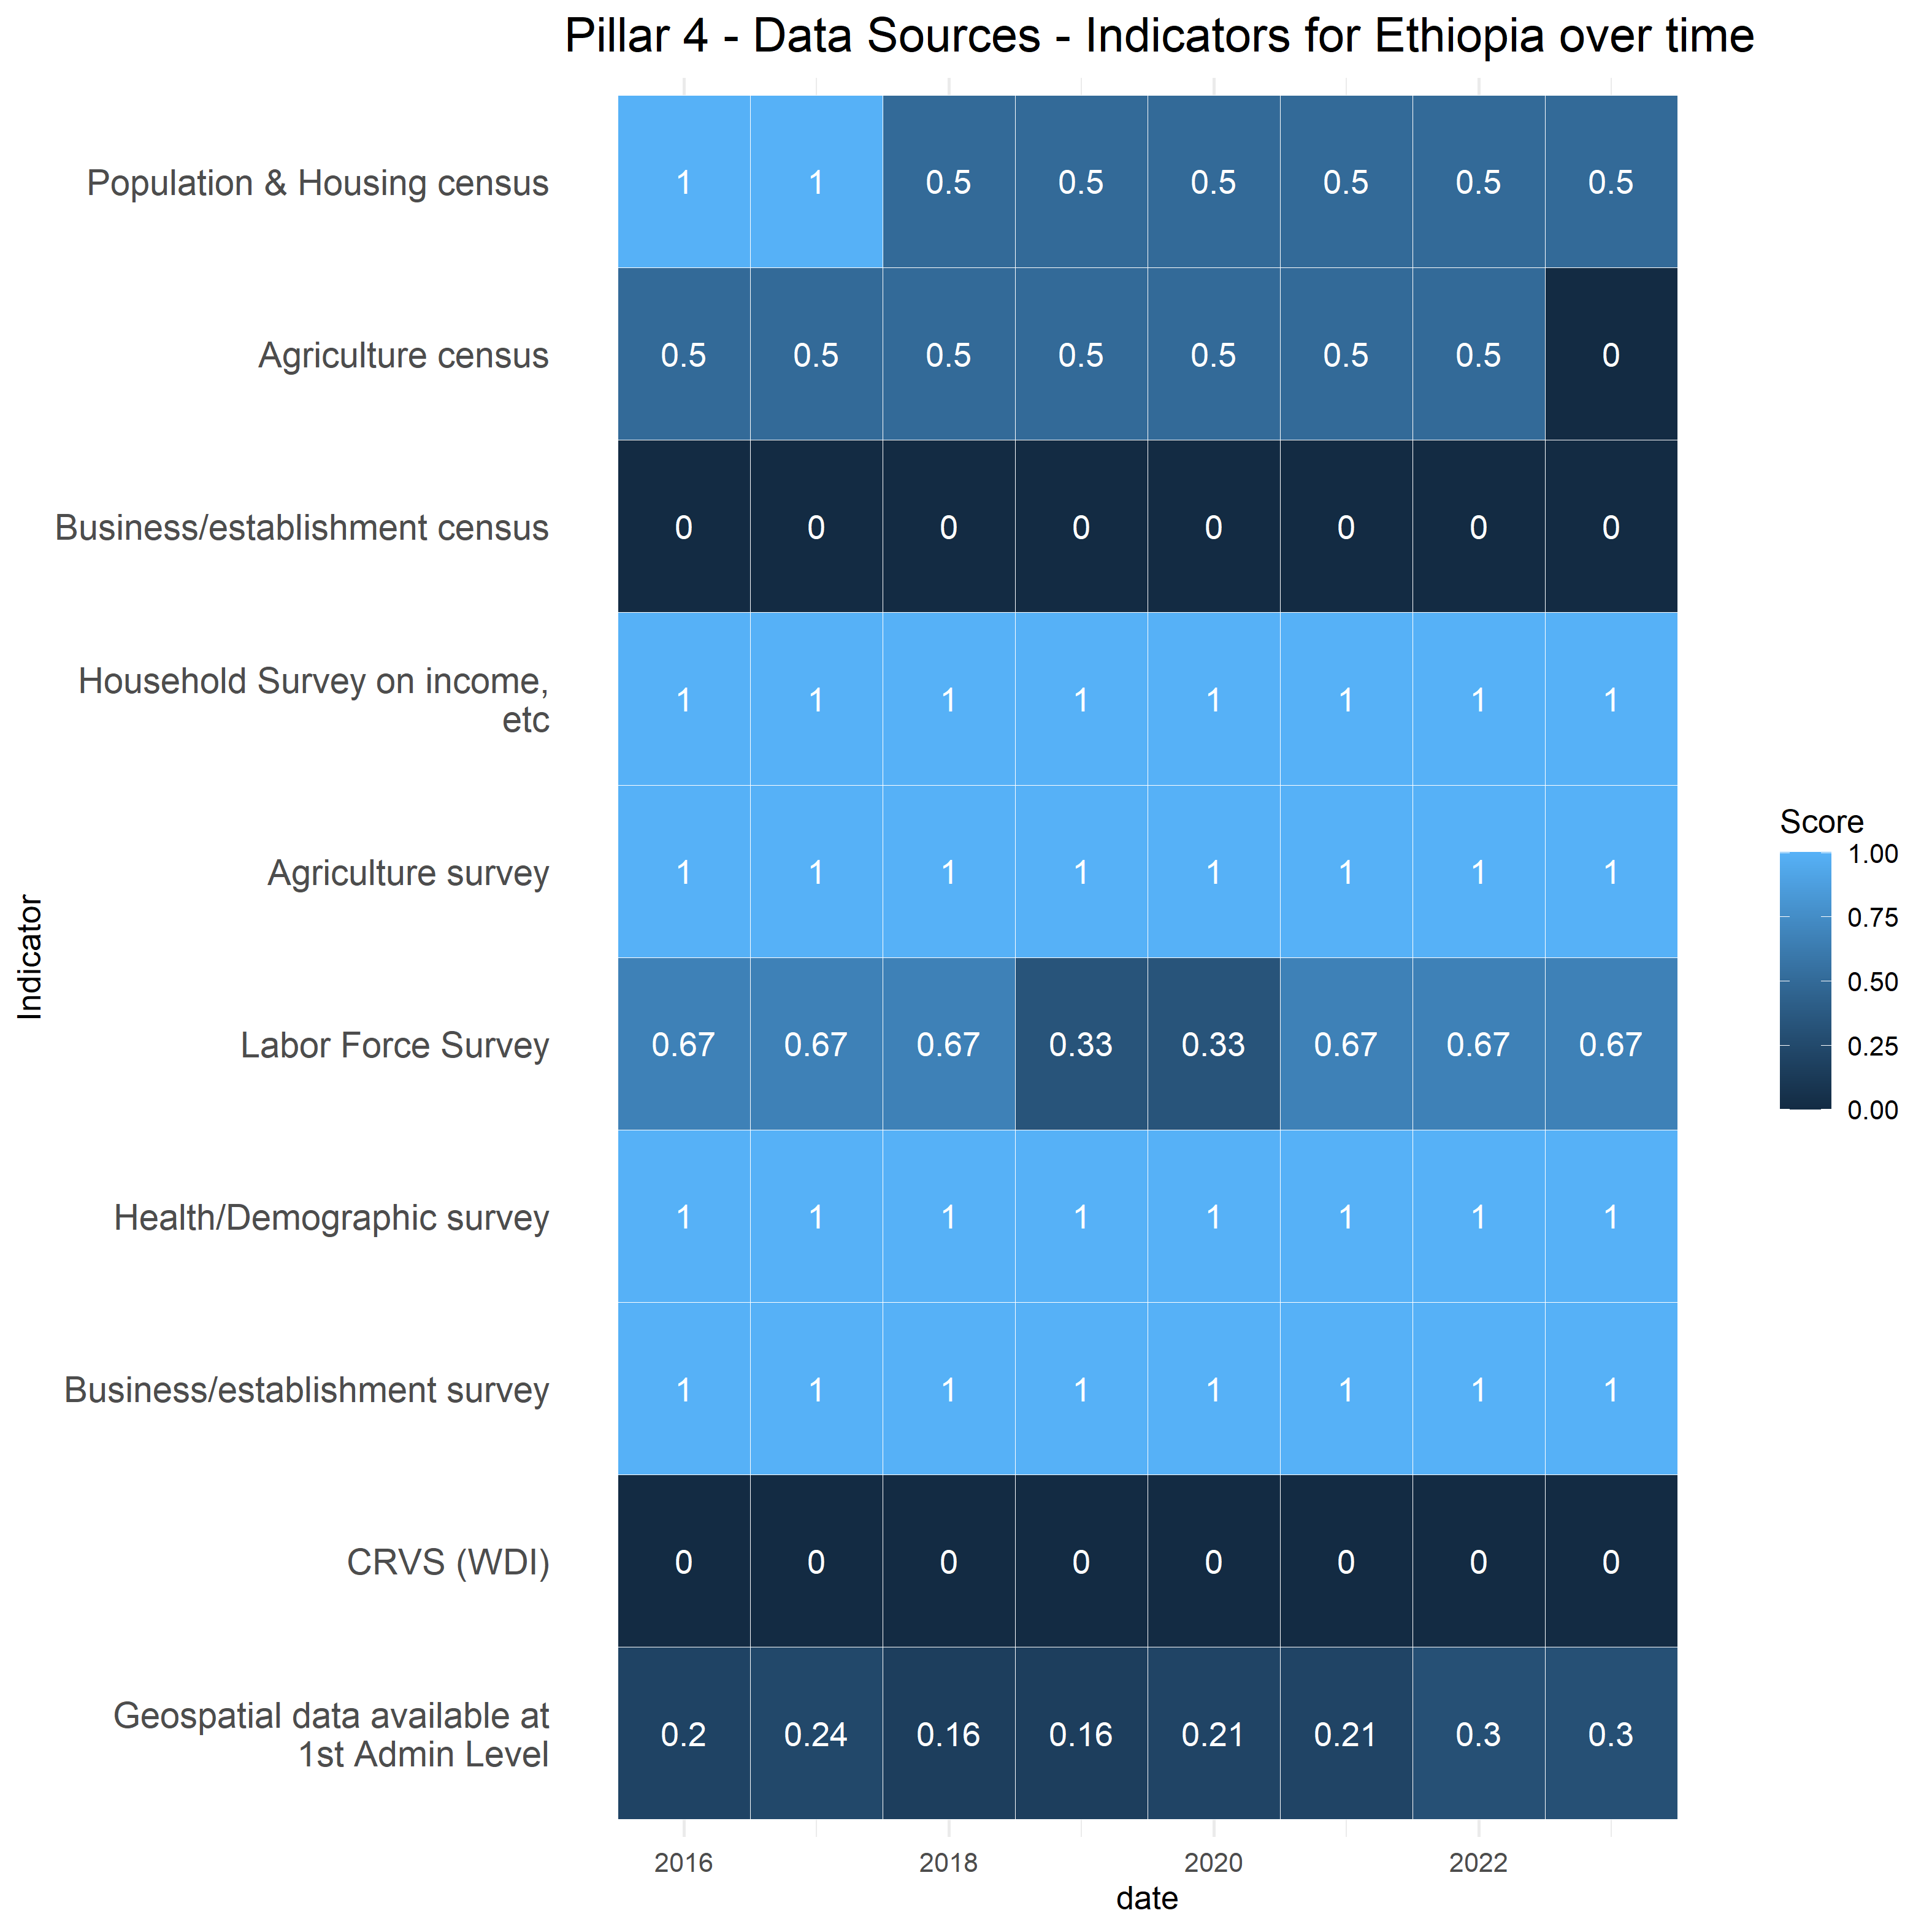 Pillar 4 - Data Sources - Indicators for Ethiopia over time
Indicator
Population & Housing census
1 1 0.5 0.5 0.5 0.5 0.5 0.5
Agriculture census
0.5 0.5 0.5 0.5 0.5 0.5 0.5 0
Business/establishment census
0 0 0 0 0 0 0 0
Household Survey on income,
etc
1 1 1 1 1 1 1 1
Agriculture survey
1 1 1 1 1 1 1 1
Labor Force Survey
0.67 0.67 0.67 0.33 0.33 0.67 0.67 0.67
Health/Demographic survey
1 1 1 1 1 1 1 1
Business/establishment survey
1 1 1 1 1 1 1 1
CRVS (WDI)
0 0 0 0 0 0 0 0
Geospatial data available at
1st Admin Level
0.2 0.24 0.16 0.16 0.21 0.21 0.3 0.3
2016 2018 2020 2022
date
Score
1.00
0.75
0.50
0.25
0.00